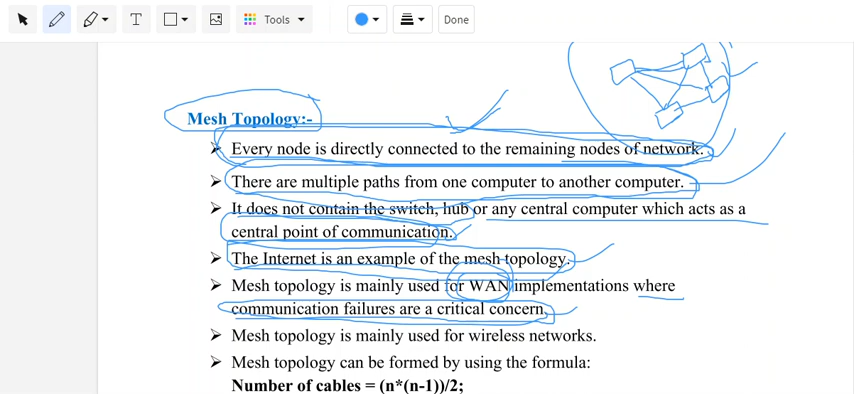 T
Tools
Done
Mesh Topology:-
➢ Every node is directly connected to the remaining nodes of network.
➢ There are multiple paths from one computer to another computer.
➢ It does not contain the switch, hub or any central computer which acts as a
central point of communication.
➢ The Internet is an example of the mesh topology.
➢ Mesh topology is mainly used for WAN implementations where
communication failures are a critical concern.
➢ Mesh topology is mainly used for wireless networks.
➢ Mesh topology can be formed by using the formula:
Number of cables = (n*(n-1))/2;